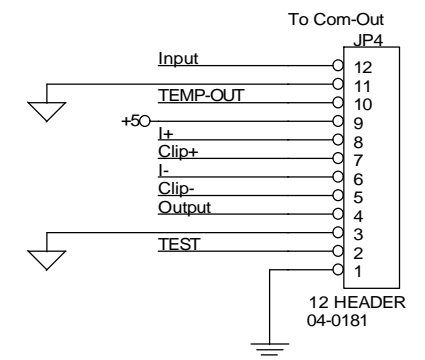 To Com-Out
JP4
Input 12
11
TEMP-OUT 10
+5 9
I+ 8
Clip+ 7
I- 6
Clip- 5
Output 4
3
TEST 2
1
12 HEADER
04-0181